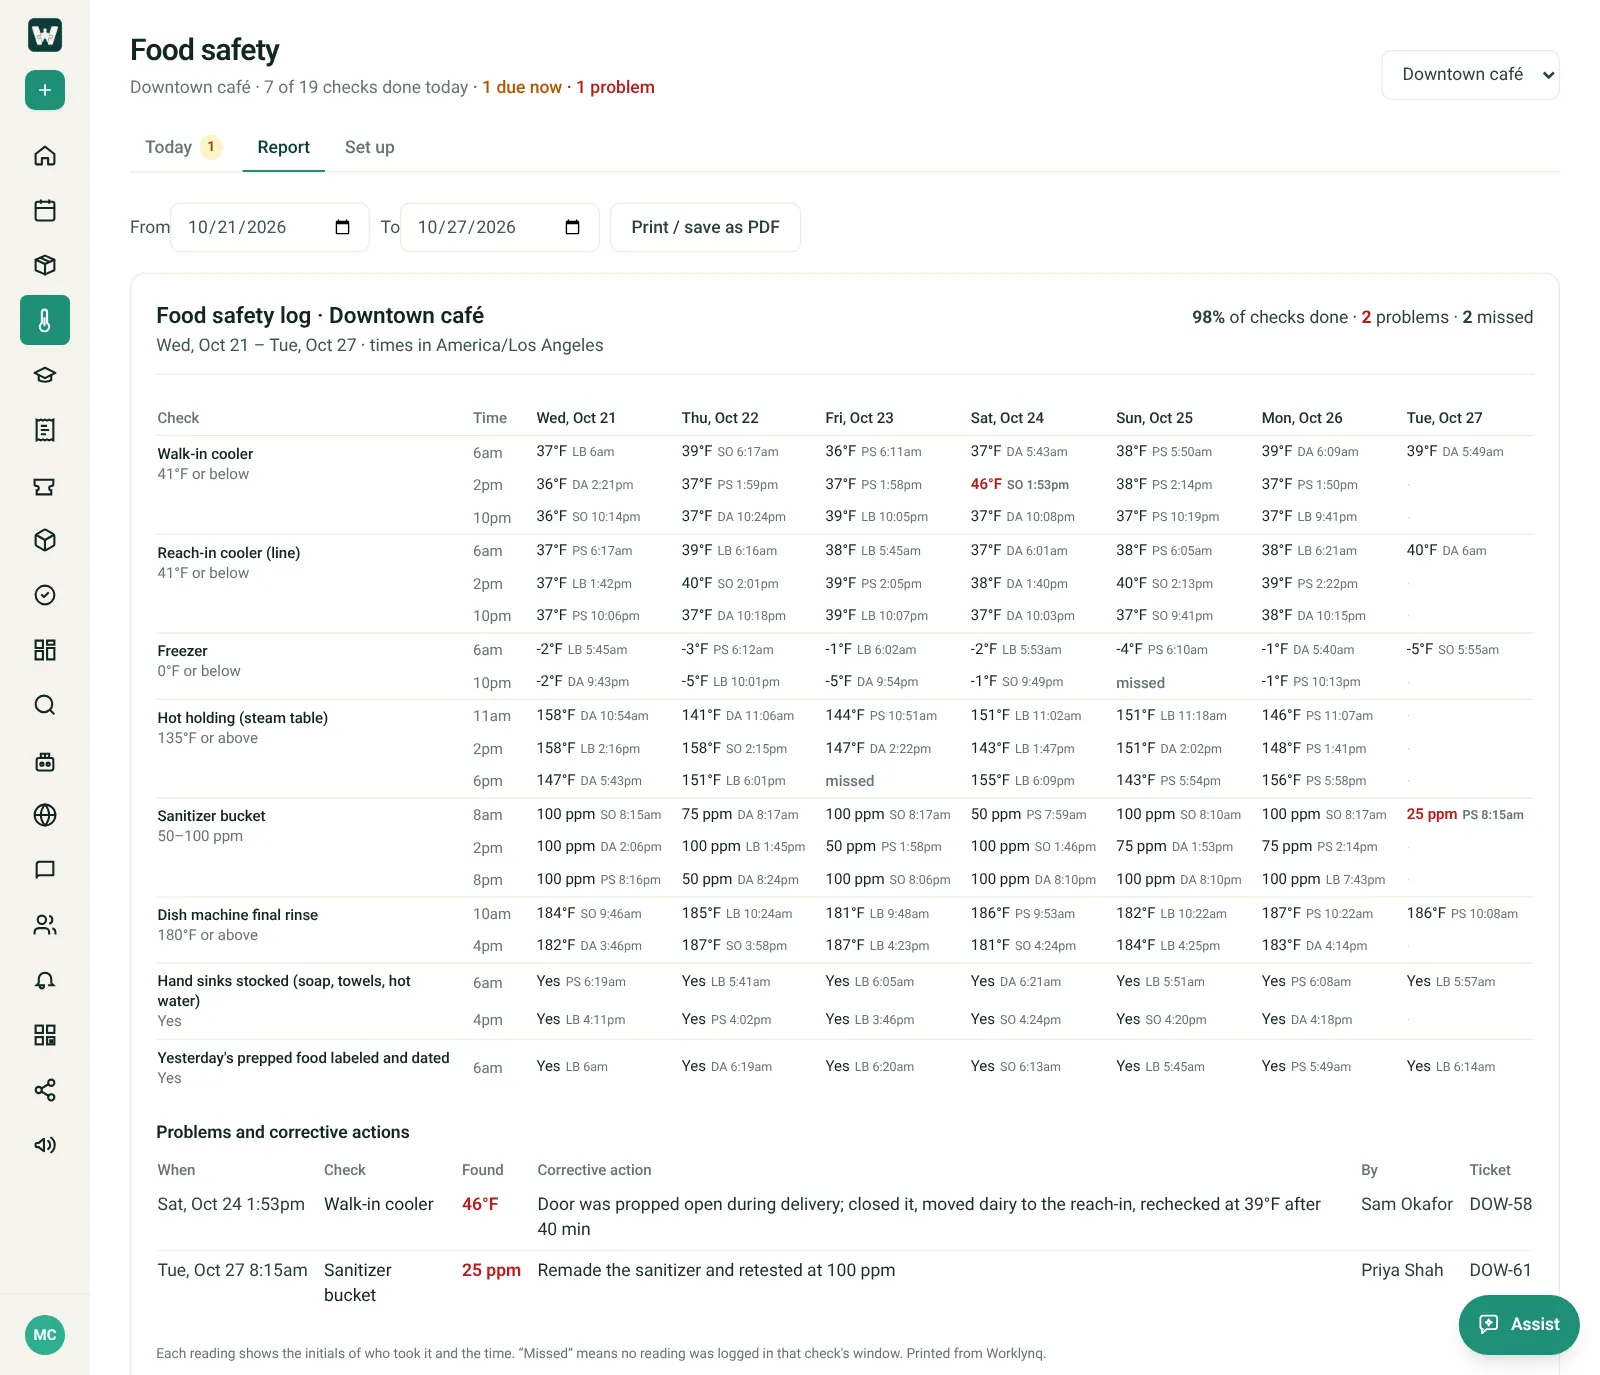 W
Food safety
Downtown café · 7 of 19 checks done today · 1 due now · 1 problem
Downtown café
+
Today 1 Report Set up
From 10/21/2026 To 10/27/2026 Print / save as PDF
Food safety log · Downtown café
98% of checks done · 2 problems · 2 missed
Wed, Oct 21 – Tue, Oct 27 · times in America/Los Angeles
Check Time Wed, Oct 21 Thu, Oct 22 Fri, Oct 23 Sat, Oct 24 Sun, Oct 25 Mon, Oct 26 Tue, Oct 27
Walk-in cooler 6am 37°F LB 6am 39°F SO 6:17am 36°F PS 6:11am 37°F DA 5:43am 38°F PS 5:50am 39°F DA 6:09am 39°F DA 5:49am
41°F or below
2pm 36°F DA 2:21pm 37°F PS 1:59pm 37°F PS 1:58pm 46°F SO 1:53pm 38°F PS 2:14pm 37°F PS 1:50pm ·
10pm 36°F SO 10:14pm 37°F DA 10:24pm 39°F LB 10:05pm 37°F DA 10:08pm 37°F PS 10:19pm 37°F LB 9:41pm ·
Reach-in cooler (line) 6am 37°F PS 6:17am 39°F LB 6:16am 38°F LB 5:45am 37°F DA 6:01am 38°F PS 6:05am 38°F LB 6:21am 40°F DA 6am
41°F or below
2pm 37°F LB 1:42pm 40°F SO 2:01pm 39°F PS 2:05pm 38°F DA 1:40pm 40°F SO 2:13pm 39°F PS 2:22pm ·
10pm 37°F PS 10:06pm 37°F DA 10:18pm 39°F LB 10:07pm 37°F DA 10:03pm 37°F SO 9:41pm 38°F DA 10:15pm ·
Freezer 6am -2°F LB 5:45am -3°F PS 6:12am -1°F LB 6:02am -2°F LB 5:53am -4°F PS 6:10am -1°F DA 5:40am -5°F SO 5:55am
0°F or below
10pm -2°F DA 9:43pm -5°F LB 10:01pm -5°F DA 9:54pm -1°F SO 9:49pm missed -1°F PS 10:13pm ·
Hot holding (steam table) 11am 158°F DA 10:54am 141°F DA 11:06am 144°F PS 10:51am 151°F LB 11:02am 151°F LB 11:18am 146°F PS 11:07am ·
135°F or above
2pm 158°F LB 2:16pm 158°F SO 2:15pm 147°F DA 2:22pm 143°F LB 1:47pm 151°F DA 2:02pm 148°F PS 1:41pm ·
6pm 147°F DA 5:43pm 151°F LB 6:01pm missed 155°F LB 6:09pm 143°F PS 5:54pm 156°F PS 5:58pm ·
Sanitizer bucket 8am 100 ppm SO 8:15am 75 ppm DA 8:17am 100 ppm SO 8:17am 50 ppm PS 7:59am 100 ppm SO 8:10am 100 ppm SO 8:17am 25 ppm PS 8:15am
50–100 ppm
2pm 100 ppm DA 2:06pm 100 ppm LB 1:45pm 50 ppm PS 1:58pm 100 ppm SO 1:46pm 75 ppm DA 1:53pm 75 ppm PS 2:14pm ·
8pm 100 ppm PS 8:16pm 50 ppm DA 8:24pm 100 ppm SO 8:06pm 100 ppm DA 8:10pm 100 ppm DA 8:10pm 100 ppm LB 7:43pm ·
Dish machine final rinse 10am 184°F SO 9:46am 185°F LB 10:24am 181°F LB 9:48am 186°F PS 9:53am 182°F LB 10:22am 187°F PS 10:22am 186°F PS 10:08am
180°F or above
4pm 182°F DA 3:46pm 187°F SO 3:58pm 187°F LB 4:23pm 181°F SO 4:24pm 184°F LB 4:25pm 183°F DA 4:14pm ·
Hand sinks stocked (soap, towels, hot 6am Yes PS 6:19am Yes LB 5:41am Yes LB 6:05am Yes DA 6:21am Yes LB 5:51am Yes PS 6:08am Yes LB 5:57am
water)
Yes 4pm Yes LB 4:11pm Yes PS 4:02pm Yes LB 3:46pm Yes SO 4:24pm Yes SO 4:20pm Yes DA 4:18pm ·
Yesterday's prepped food labeled and dated 6am Yes LB 6am Yes DA 6:19am Yes LB 6:20am Yes SO 6:13am Yes LB 5:45am Yes PS 5:49am Yes LB 6:14am
Yes
Problems and corrective actions
When Check Found Corrective action By Ticket
Sat, Oct 24 1:53pm Walk-in cooler 46°F Door was propped open during delivery; closed it, moved dairy to the reach-in, rechecked at 39°F after Sam Okafor DOW-58
40 min
Tue, Oct 27 8:15am Sanitizer 25 ppm Remade the sanitizer and retested at 100 ppm Priya Shah DOW-61
bucket
Assist
MC
Each reading shows the initials of who took it and the time. “Missed” means no reading was logged in that check's window. Printed from Worklynq.